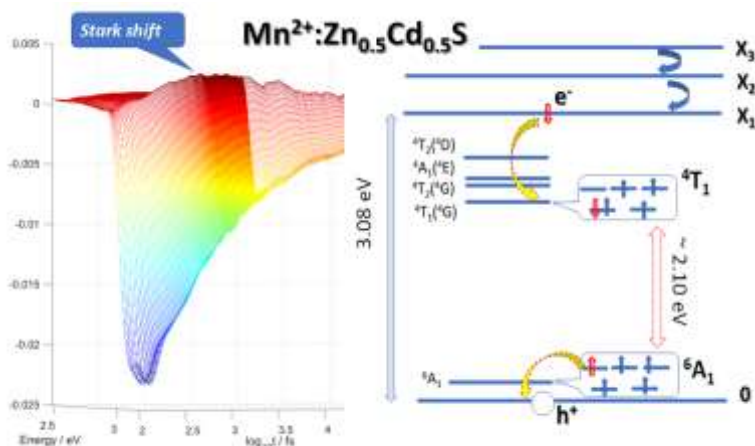 Stark shift
Mn²⁺:Zn₀.₅Cd₀.₅S
0.005
0
-0.005
-0.01
-0.015
-0.02
-0.025
2.5
3
2
2.5
3
3.5
4
Energy / eV
t / fs
X₃
X₂
X₁
e⁻
⁴T₂(⁴D)
⁴A₁(⁴E)
⁴T₂(⁴G)
⁴T₁(⁴G)
⁴T₁
3.08 eV
~ 2.10 eV
⁶A₁
⁶A₁
0
h⁺